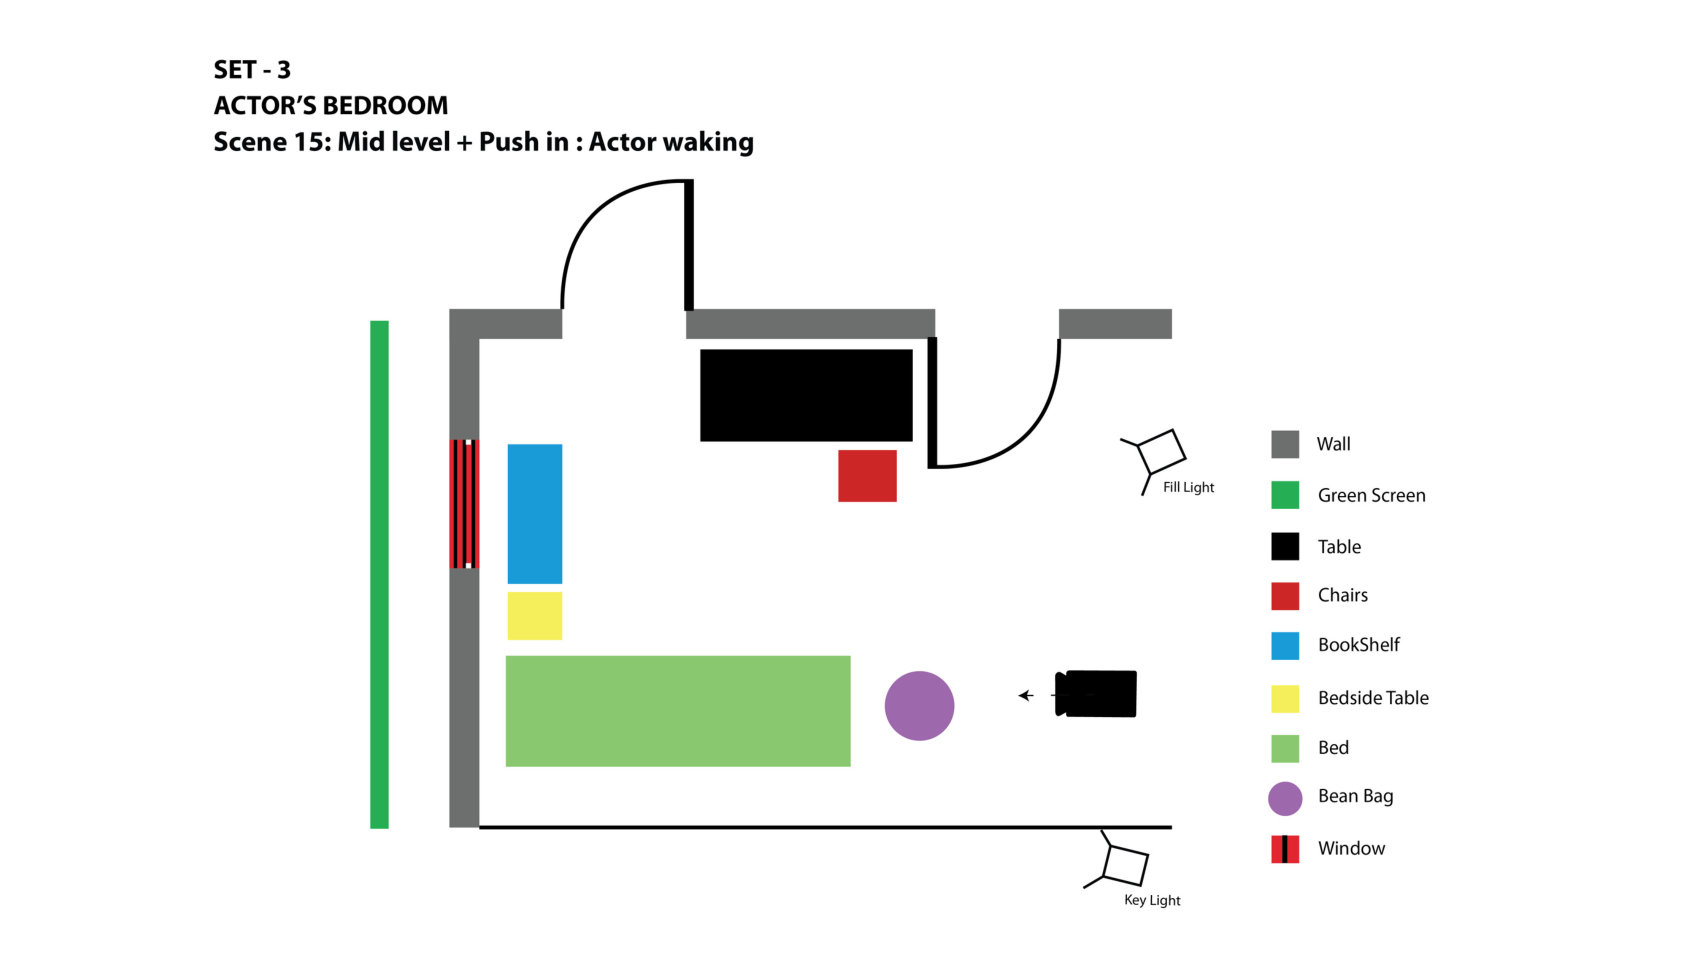 SET - 3
ACTOR’S BEDROOM
Scene 15: Mid level + Push in : Actor waking
Fill Light
Key Light
Wall
Green Screen
Table
Chairs
BookShelf
Bedside Table
Bed
Bean Bag
Window